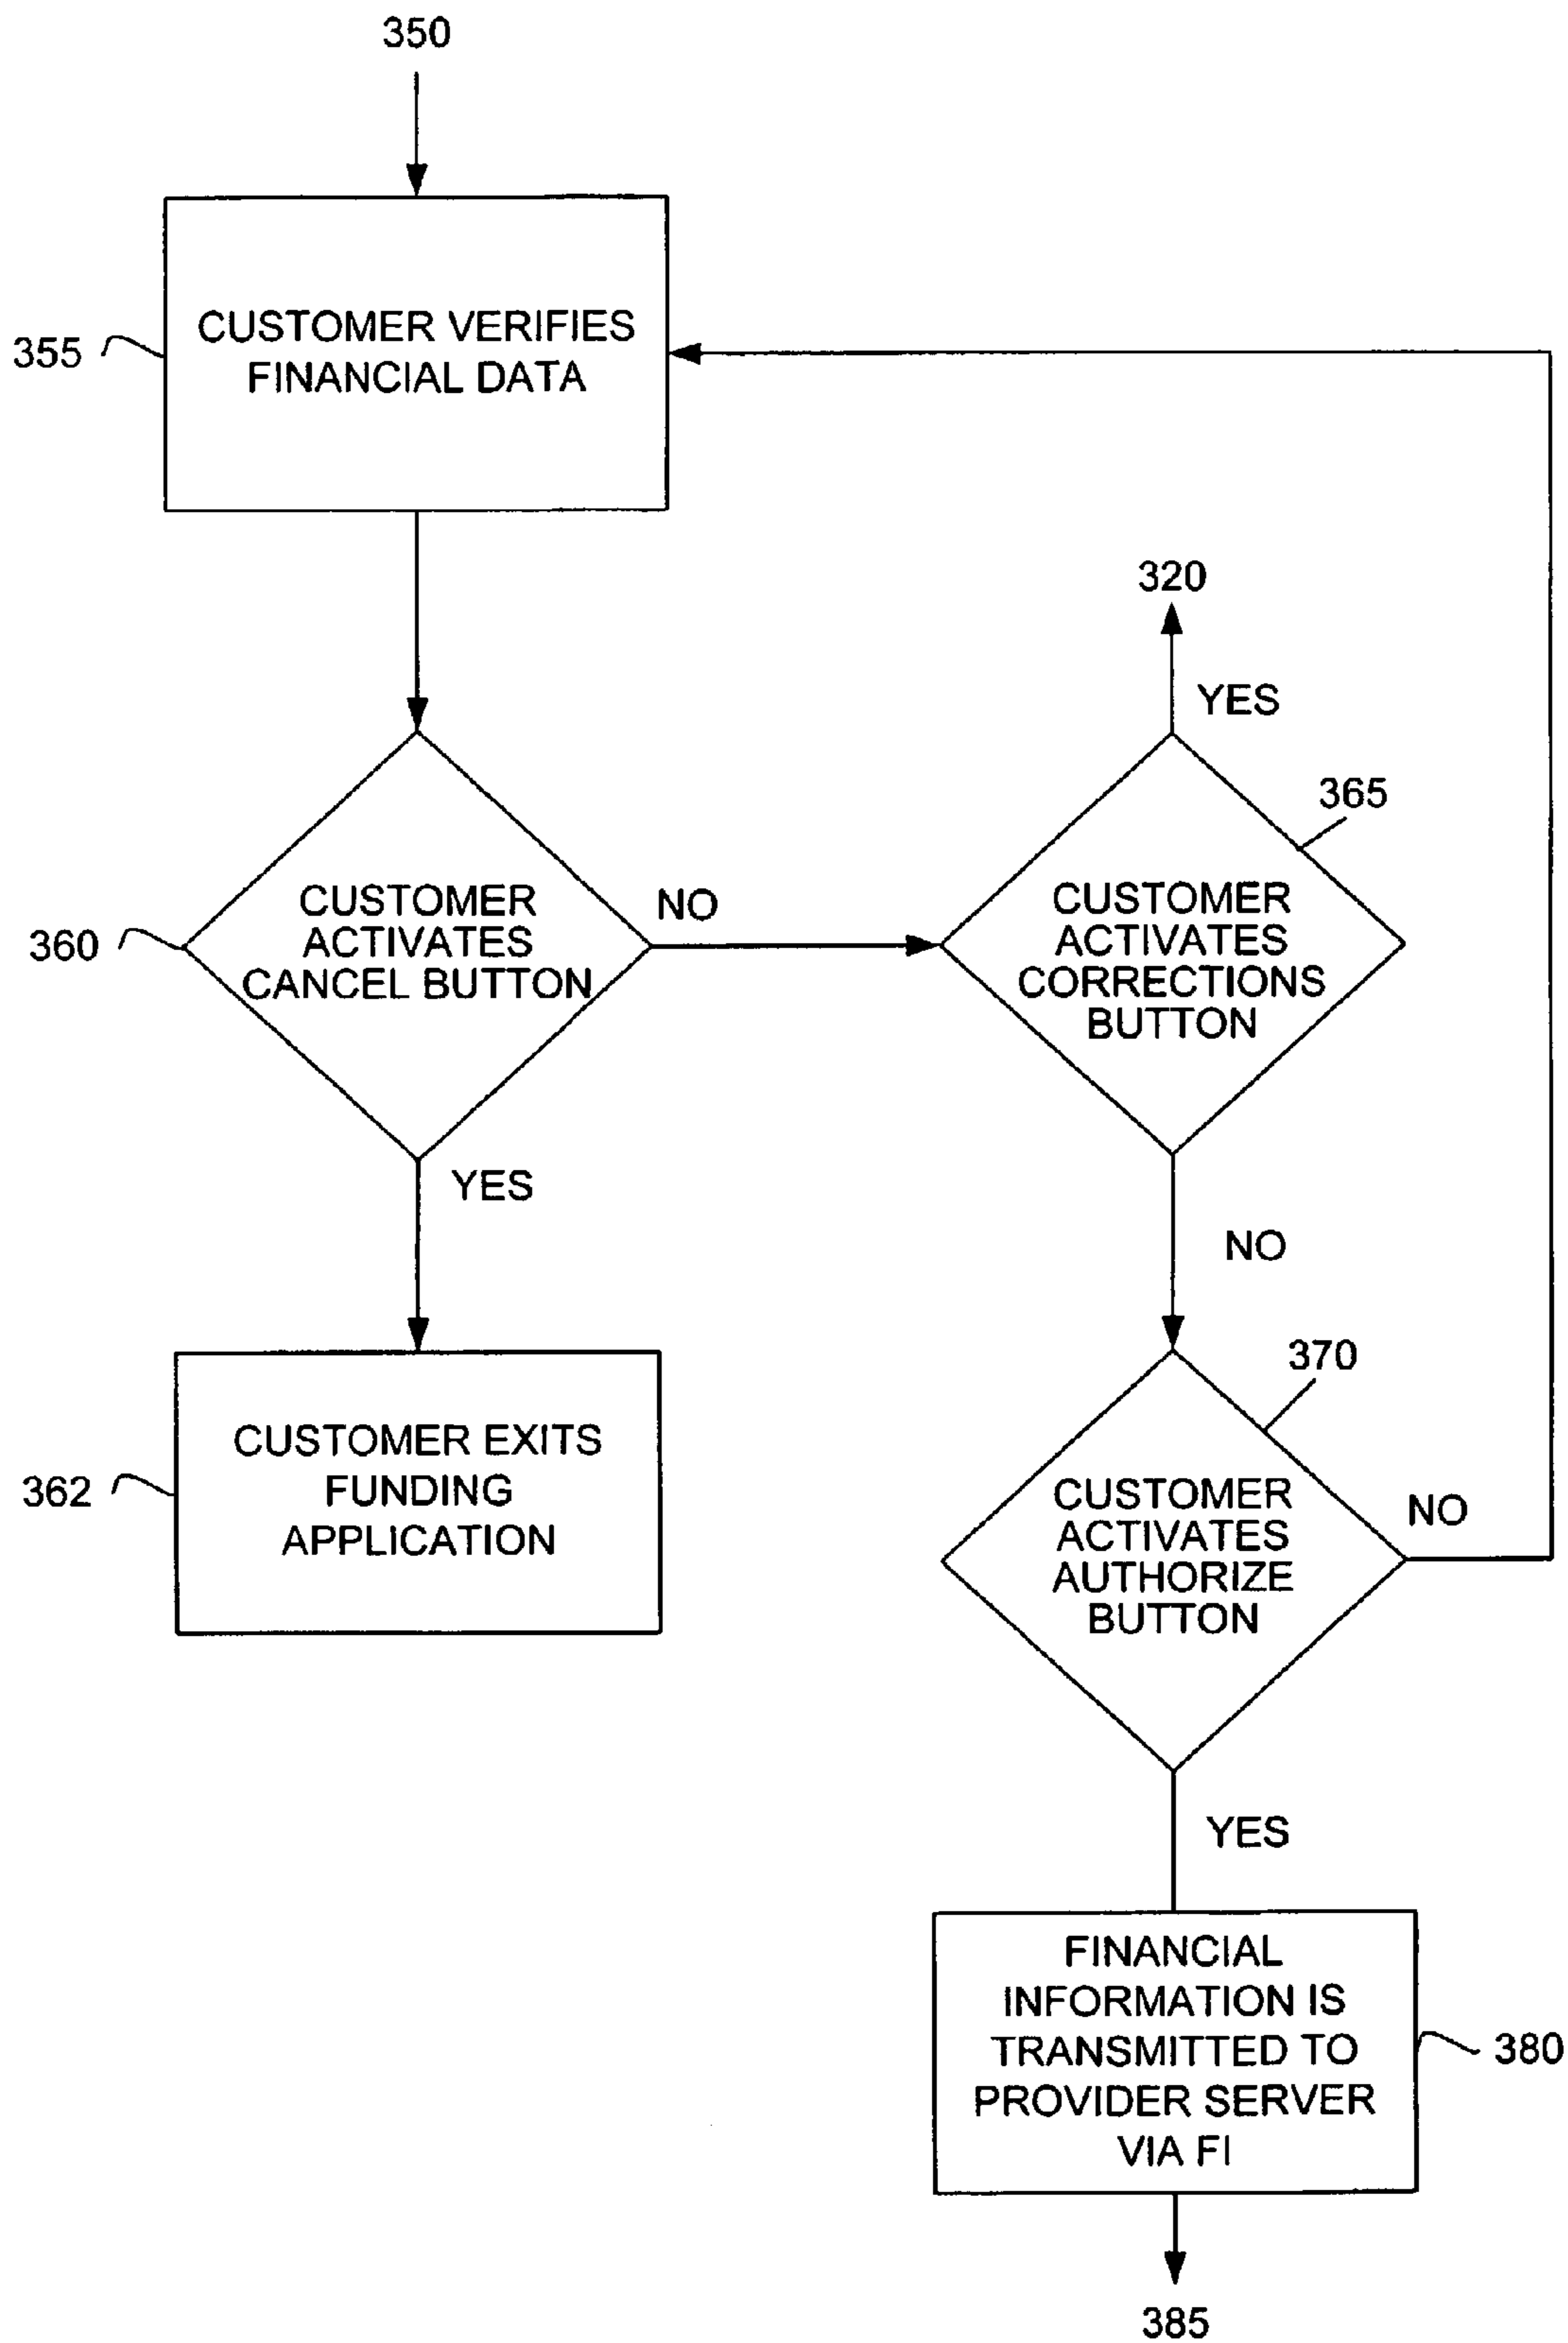 350
355
CUSTOMER VERIFIES
FINANCIAL DATA
320
YES
365
360
CUSTOMER
ACTIVATES
CANCEL BUTTON
NO
CUSTOMER
ACTIVATES
CORRECTIONS
BUTTON
YES
NO
370
362
CUSTOMER EXITS
FUNDING
APPLICATION
CUSTOMER
ACTIVATES
AUTHORIZE
BUTTON
NO
YES
FINANCIAL
INFORMATION IS
TRANSMITTED TO
PROVIDER SERVER
VIA FI
380
385